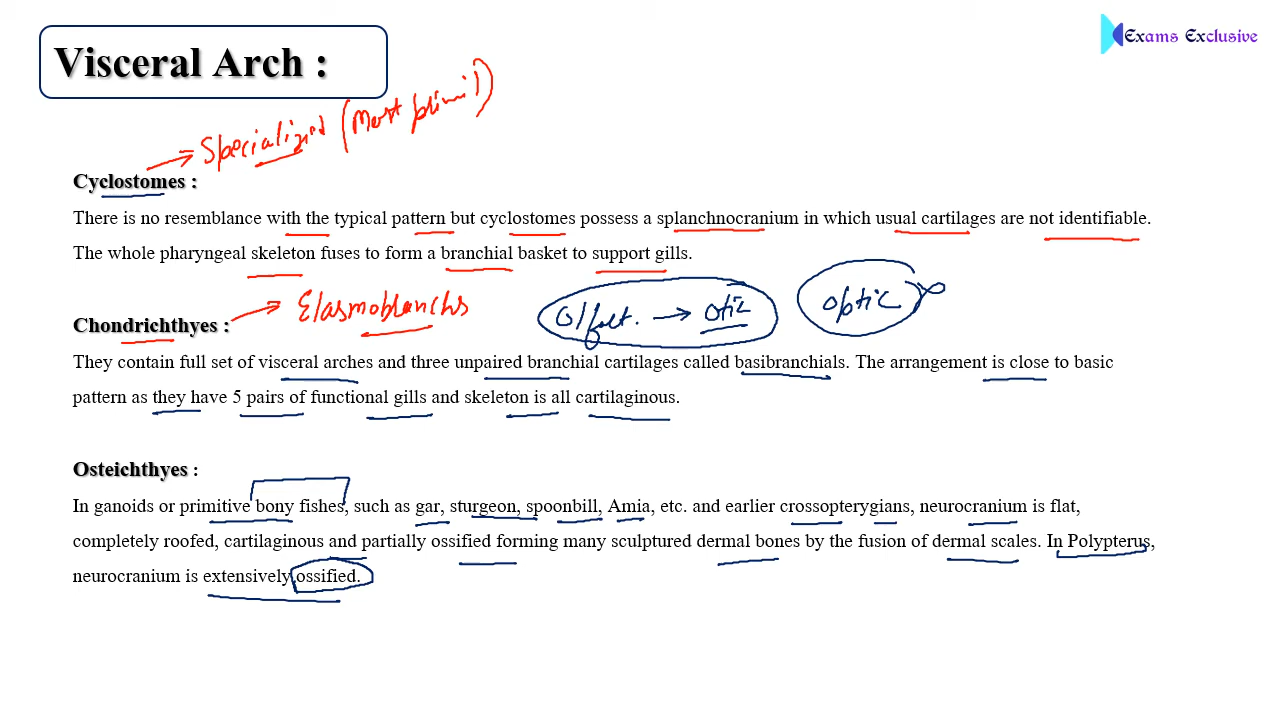 Visceral Arch :
Exams Exclusive
Specialized (Most primi)
Cyclostomes :
There is no resemblance with the typical pattern but cyclostomes possess a splanchnocranium in which usual cartilages are not identifiable.
The whole pharyngeal skeleton fuses to form a branchial basket to support gills.
Elasmobranchs
Olfact. → Otic
Optic
Chondrichthyes :
They contain full set of visceral arches and three unpaired branchial cartilages called basibranchials. The arrangement is close to basic
pattern as they have 5 pairs of functional gills and skeleton is all cartilaginous.
Osteichthyes :
In ganoids or primitive bony fishes, such as gar, sturgeon, spoonbill, Amia, etc. and earlier crossopterygians, neurocranium is flat,
completely roofed, cartilaginous and partially ossified forming many sculptured dermal bones by the fusion of dermal scales. In Polypterus,
neurocranium is extensively ossified.